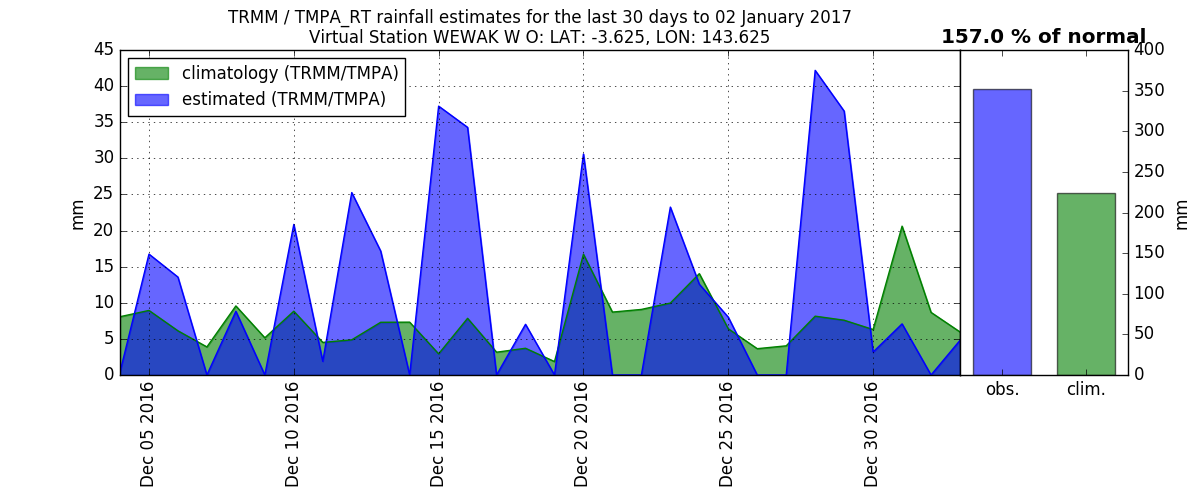 TRMM / TMPA_RT rainfall estimates for the last 30 days to 02 January 2017
Virtual Station WEWAK W O: LAT: -3.625, LON: 143.625
157.0 % of normal
climatology (TRMM/TMPA)
estimated (TRMM/TMPA)
45
40
35
30
25
20
15
10
5
0
mm
Dec 05 2016
Dec 10 2016
Dec 15 2016
Dec 20 2016
Dec 25 2016
Dec 30 2016
400
350
300
250
200
150
100
50
0
mm
obs.
clim.